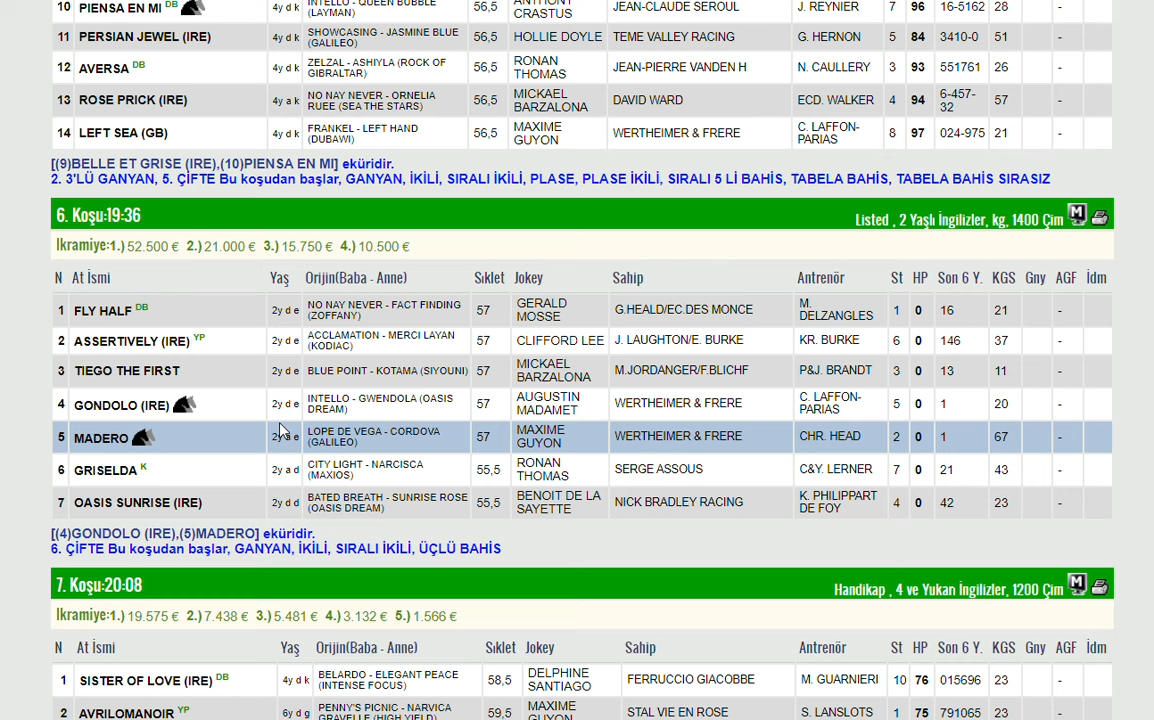 10 PIENSA EN MI DB 4y d k INTELLO - QUEEN BUBBLE (LAYMAN) 56,5 ANTHONY CRASTUS JEAN-CLAUDE SEROUL J. REYNIER 7 96 16-5162 28 -
11 PERSIAN JEWEL (IRE) 4y d k SHOWCASING - JASMINE BLUE (GALILEO) 56,5 HOLLIE DOYLE TEME VALLEY RACING G. HERNON 5 84 3410-0 51 -
12 AVERSA DB 4y d k ZELZAL - ASHIYLA (ROCK OF GIBRALTAR) 56,5 RONAN THOMAS JEAN-PIERRE VANDEN H N. CAULLERY 3 93 551761 26 -
13 ROSE PRICK (IRE) 4y a k NO NAY NEVER - ORNELIA RUEE (SEA THE STARS) 56,5 MICKAEL BARZALONA DAVID WARD ECD. WALKER 4 94 6-457-32 57 -
14 LEFT SEA (GB) 4y d k FRANKEL - LEFT HAND (DUBAWI) 56,5 MAXIME GUYON WERTHEIMER & FRERE C. LAFFON-PARIAS 8 97 024-975 21 -
[(9)BELLE ET GRISE (IRE),(10)PIENSA EN MI] eküridir.
2. 3'LÜ GANYAN, 5. ÇİFTE Bu koşudan başlar, GANYAN, İKİLİ, SIRALI İKİLİ, PLASE, PLASE İKİLİ, SIRALI 5 Lİ BAHİS, TABELA BAHİS, TABELA BAHİS SIRASIZ
6. Koşu:19:36 Listed , 2 Yaşlı İngilizler, kg, 1400 Çim M
Ikramiye:1.) 52.500 € 2.) 21.000 € 3.) 15.750 € 4.) 10.500 €
N At İsmi Yaş Orijin(Baba - Anne) Sıklet Jokey Sahip Antrenör St HP Son 6 Y. KGS Gny AGF İdm
1 FLY HALF DB 2y d e NO NAY NEVER - FACT FINDING (ZOFFANY) 57 GERALD MOSSE G.HEALD/EC.DES MONCE M. DELZANGLES 1 0 16 21 -
2 ASSERTIVELY (IRE) YP 2y d e ACCLAMATION - MERCI LAYAN (KODIAC) 57 CLIFFORD LEE J. LAUGHTON/E. BURKE KR. BURKE 6 0 146 37 -
3 TIEGO THE FIRST 2y d e BLUE POINT - KOTAMA (SIYOUNI) 57 MICKAEL BARZALONA M.JORDANGER/F.BLICHF P&J. BRANDT 3 0 13 11 -
4 GONDOLO (IRE) 2y d e INTELLO - GWENDOLA (OASIS DREAM) 57 AUGUSTIN MADAMET WERTHEIMER & FRERE C. LAFFON-PARIAS 5 0 1 20 -
5 MADERO 2y a e LOPE DE VEGA - CORDOVA (GALILEO) 57 MAXIME GUYON WERTHEIMER & FRERE CHR. HEAD 2 0 1 67 -
6 GRISELDA K 2y a d CITY LIGHT - NARCISCA (MAXIOS) 55,5 RONAN THOMAS SERGE ASSOUS C&Y. LERNER 7 0 21 43 -
7 OASIS SUNRISE (IRE) 2y d d BATED BREATH - SUNRISE ROSE (OASIS DREAM) 55,5 BENOIT DE LA SAYETTE NICK BRADLEY RACING K. PHILIPPART DE FOY 4 0 42 23 -
[(4)GONDOLO (IRE),(5)MADERO] eküridir.
6. ÇİFTE Bu koşudan başlar, GANYAN, İKİLİ, SIRALI İKİLİ, ÜÇLÜ BAHİS
7. Koşu:20:08 Handikap , 4 ve Yukarı İngilizler, 1200 Çim M
Ikramiye:1.) 19.575 € 2.) 7.438 € 3.) 5.481 € 4.) 3.132 € 5.) 1.566 €
N At İsmi Yaş Orijin(Baba - Anne) Sıklet Jokey Sahip Antrenör St HP Son 6 Y. KGS Gny AGF İdm
1 SISTER OF LOVE (IRE) DB 4y d k BELARDO - ELEGANT PEACE (INTENSE FOCUS) 58,5 DELPHINE SANTIAGO FERRUCCIO GIACOBBE M. GUARNIERI 10 76 015696 23 -
2 AVRILOMANOIR YP 6y d g PENNY'S PICNIC - NARVICA GRAVELLE (HIGH YIELD) 59,5 MAXIME GUYON STAL VIE EN ROSE S. LANSLOTS 1 75 791065 23 -